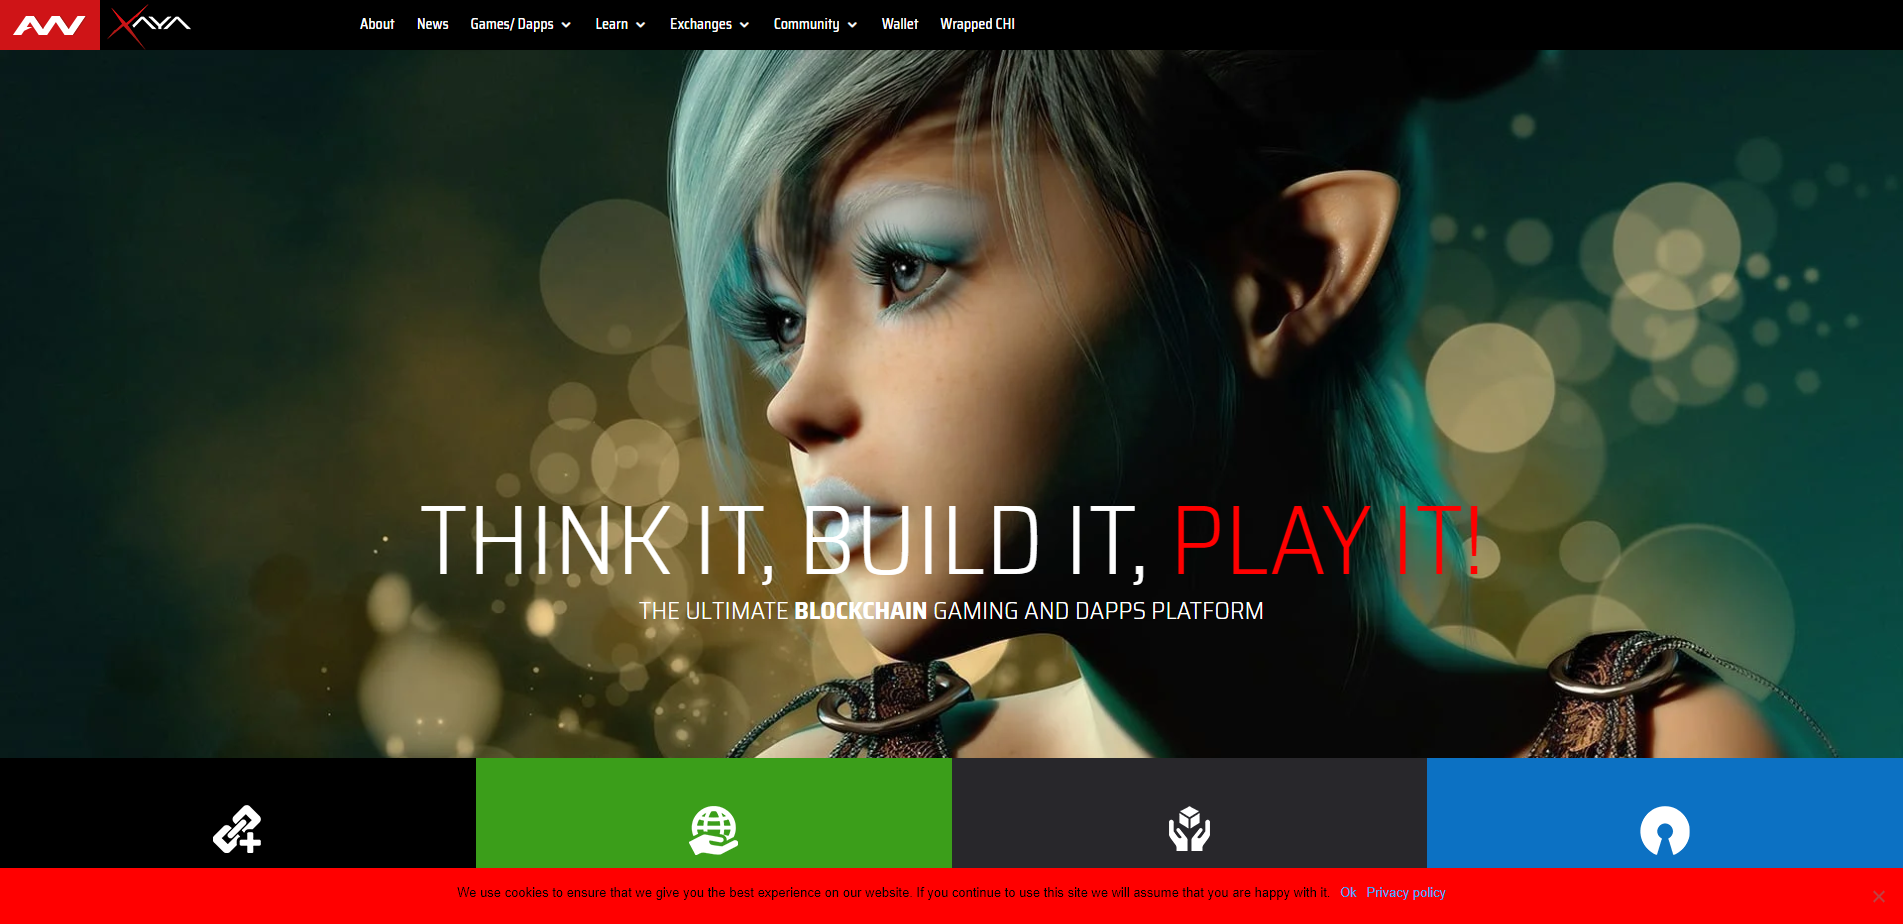 AW XAYA About News Games/ Dapps Learn Exchanges Community Wallet Wrapped CHI
THINK IT, BUILD IT, PLAY IT!
THE ULTIMATE BLOCKCHAIN GAMING AND DAPPS PLATFORM
We use cookies to ensure that we give you the best experience on our website. If you continue to use this site we will assume that you are happy with it. Ok Privacy policy